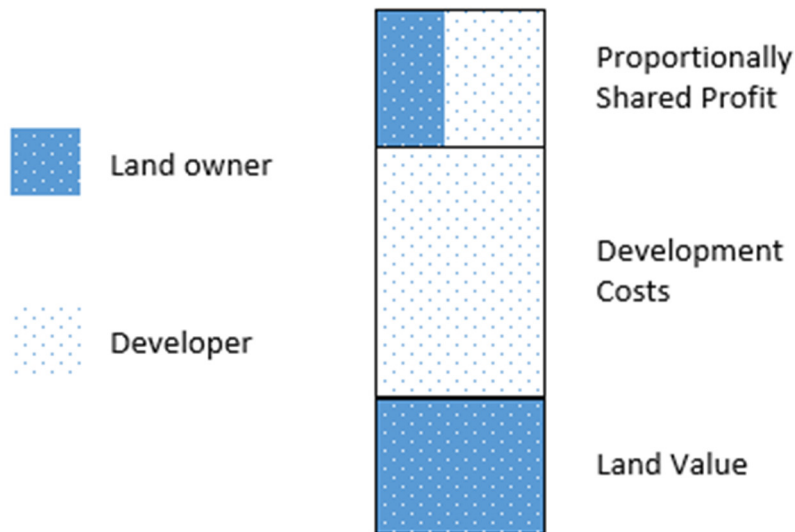 Proportionally
Shared Profit
Land owner
Development
Costs
Developer
Land Value